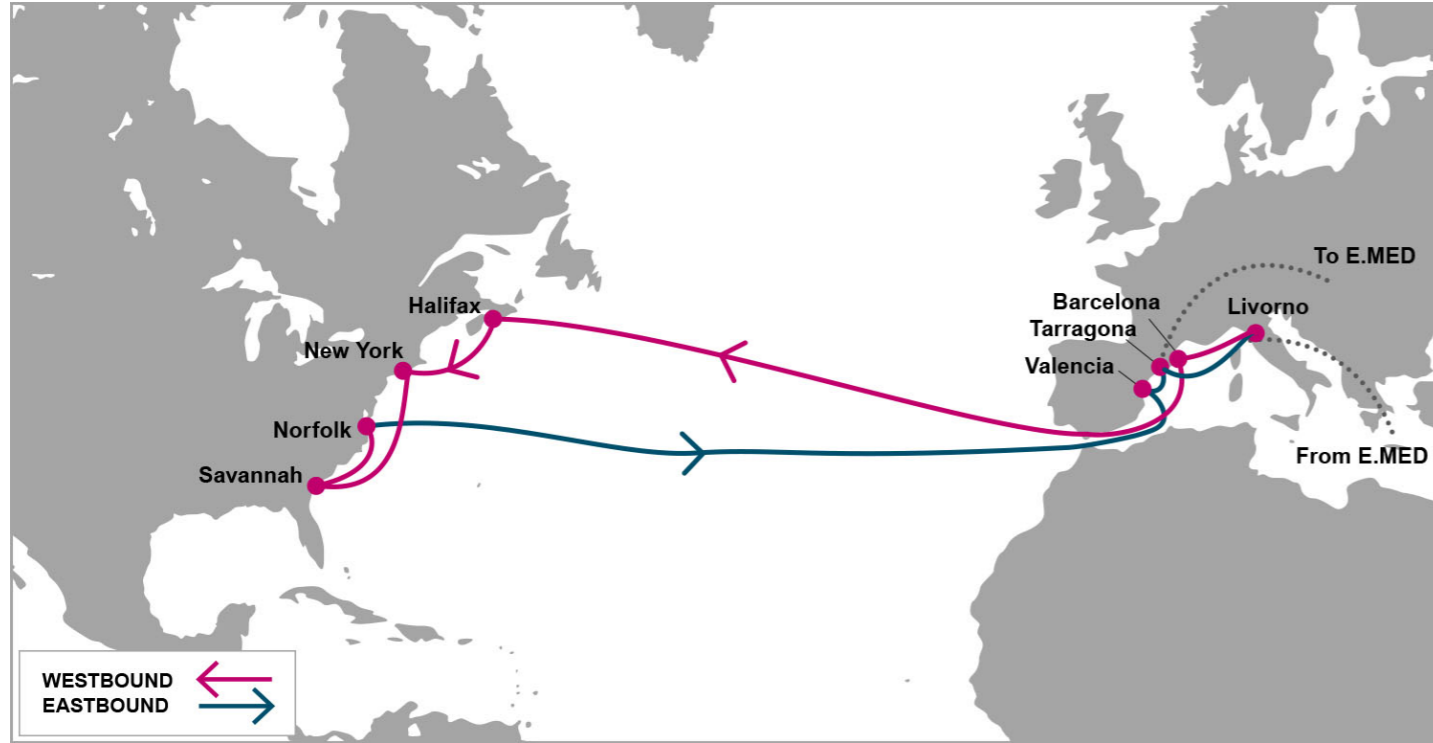 To E.MED
Barcelona
Livorno
Halifax
Tarragona
New York
Valencia
Norfolk
From E.MED
Savannah
WESTBOUND
EASTBOUND